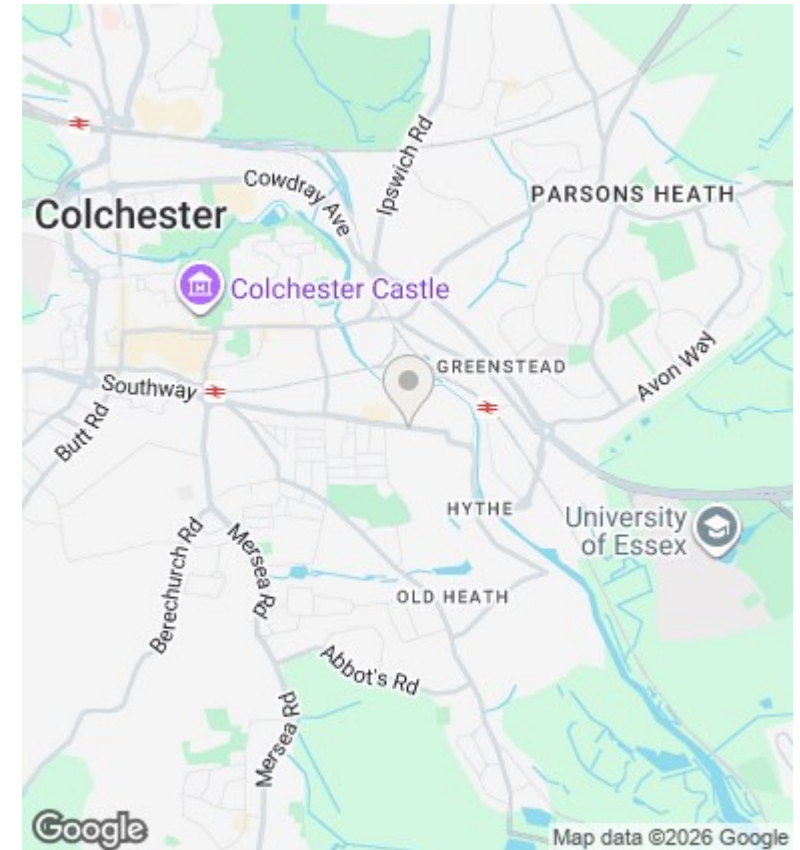 Ipswich Rd
Cowdray Ave
PARSONS HEATH
Colchester
Colchester Castle
GREENSTEAD
Avon Way
Southway
Butt Rd
HYTHE
University
of Essex
Berechurch Rd
Mersea Rd
OLD HEATH
Abbot's Rd
Mersea Rd
Google
Map data ©2026 Google